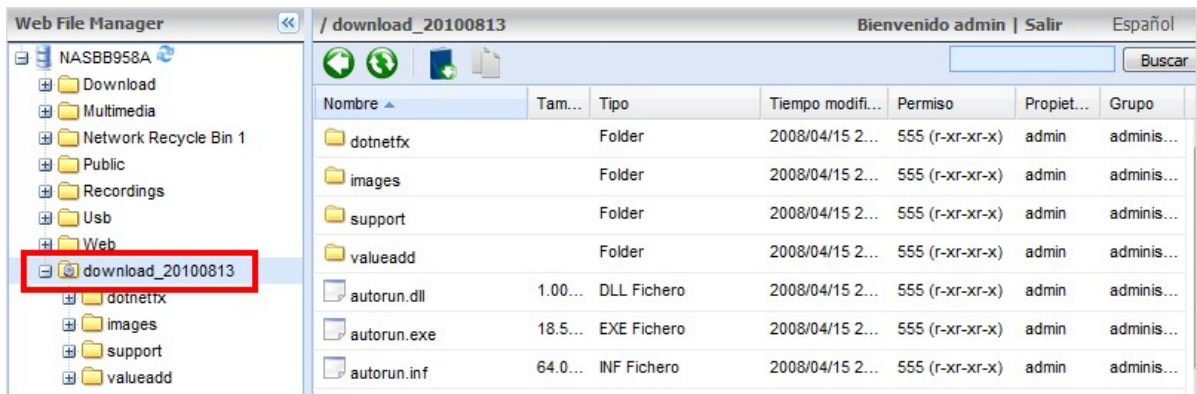 Web File Manager
NASBB958A
Download
Multimedia
Network Recycle Bin 1
Public
Recordings
Usb
Web
download_20100813
dotnetfx
images
support
valueadd
/ download_20100813 Bienvenido admin | Salir Español
Buscar
Nombre Tam... Tipo Tiempo modifi... Permiso Propiet... Grupo
dotnetfx Folder 2008/04/15 2... 555 (r-xr-xr-x) admin adminis...
images Folder 2008/04/15 2... 555 (r-xr-xr-x) admin adminis...
support Folder 2008/04/15 2... 555 (r-xr-xr-x) admin adminis...
valueadd Folder 2008/04/15 2... 555 (r-xr-xr-x) admin adminis...
autorun.dll 1.00... DLL Fichero 2008/04/15 2... 555 (r-xr-xr-x) admin adminis...
autorun.exe 18.5... EXE Fichero 2008/04/15 2... 555 (r-xr-xr-x) admin adminis...
autorun.inf 64.0... INF Fichero 2008/04/15 2... 555 (r-xr-xr-x) admin adminis...